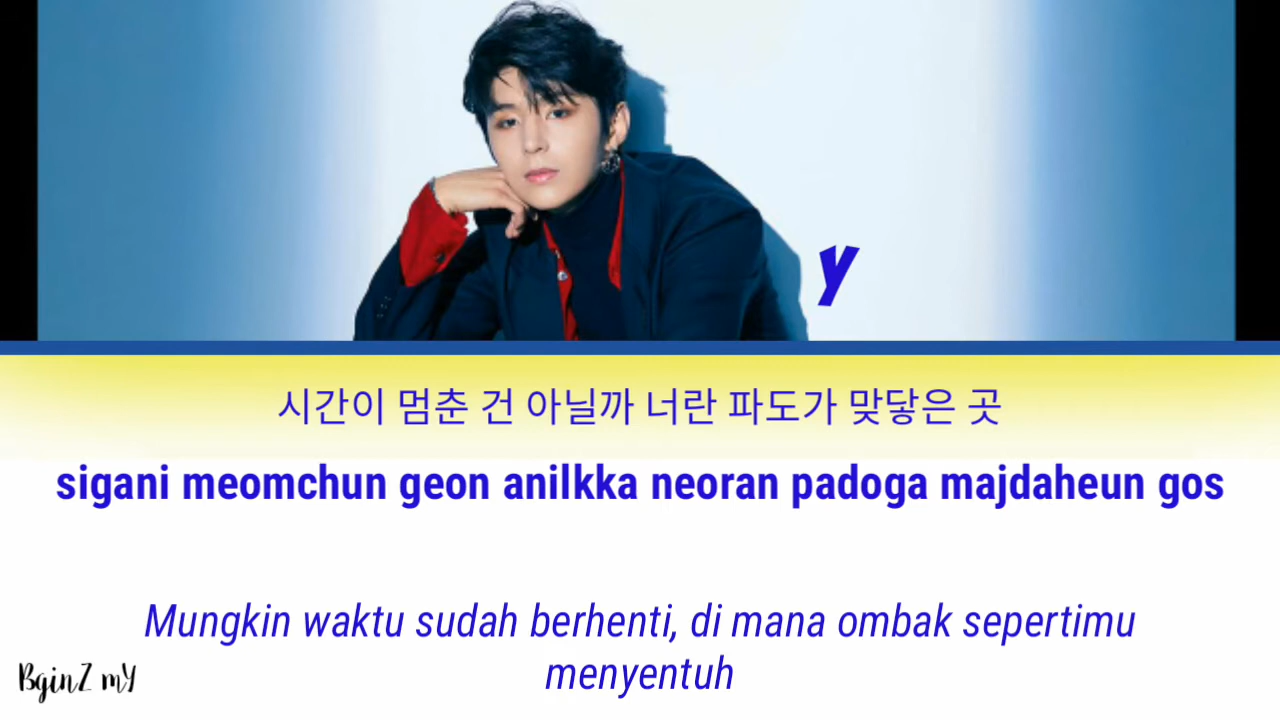 y
시간이 멈춘 건 아닐까 너란 파도가 맞닿은 곳
sigani meomchun geon anilkka neoran padoga majdaheun gos
Mungkin waktu sudah berhenti, di mana ombak sepertimu
menyentuh
BginZ mY